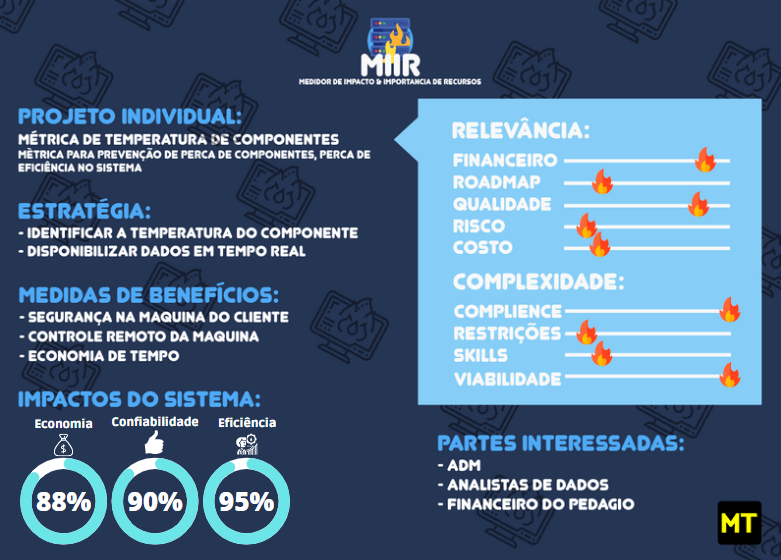 MIIR
MEDIDOR DE IMPACTO & IMPORTANCIA DE RECURSOS
PROJETO INDIVIDUAL:
MÉTRICA DE TEMPERATURA DE COMPONENTES
MÈTRICA PARA PREVENÇÃO DE PERCA DE COMPONENTES, PERCA DE
EFICIÊNCIA NO SISTEMA
ESTRATÉGIA:
- IDENTIFICAR A TEMPERATURA DO COMPONENTE
- DISPONIBILIZAR DADOS EM TEMPO REAL
MEDIDAS DE BENEFÍCIOS:
- SEGURANÇA NA MAQUINA DO CLIENTE
- CONTROLE REMOTO DA MAQUINA
- ECONOMIA DE TEMPO
IMPACTOS DO SISTEMA:
Economia
Confiabilidade
Eficiência
88%
90%
95%
RELEVÂNCIA:
FINANCEIRO
ROADMAP
QUALIDADE
RISCO
COSTO
COMPLEXIDADE:
COMPLIENCE
RESTRIÇÕES
SKILLS
VIABILIDADE
PARTES INTERESSADAS:
- ADM
- ANALISTAS DE DADOS
- FINANCEIRO DO PEDAGIO
MT